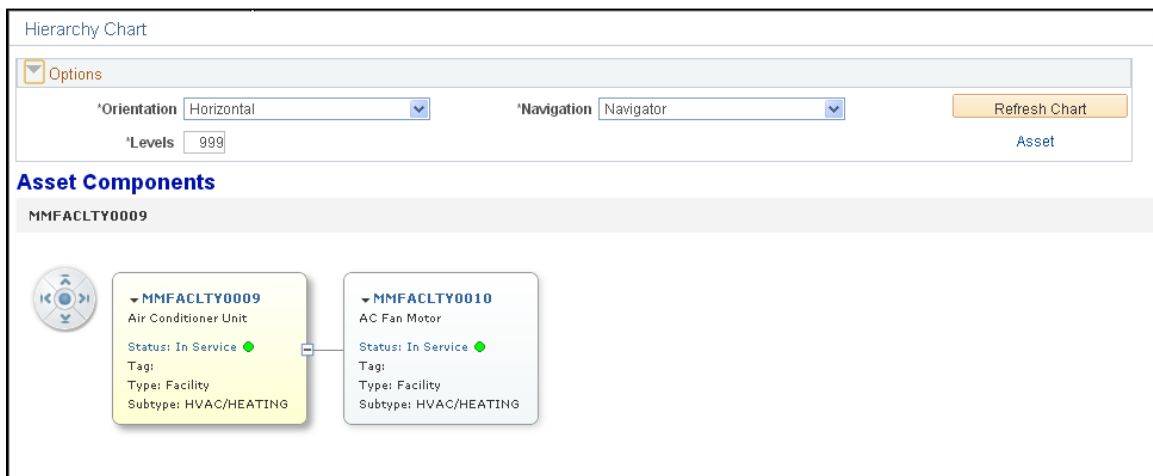 Hierarchy Chart
Options
*Orientation Horizontal *Navigation Navigator Refresh Chart
*Levels 999 Asset
Asset Components
MMFACLTY0009
MMFACLTY0009 MMFACLTY0010
Air Conditioner Unit AC Fan Motor
Status: In Service Status: In Service
Tag: Tag:
Type: Facility Type: Facility
Subtype: HVAC/HEATING Subtype: HVAC/HEATING